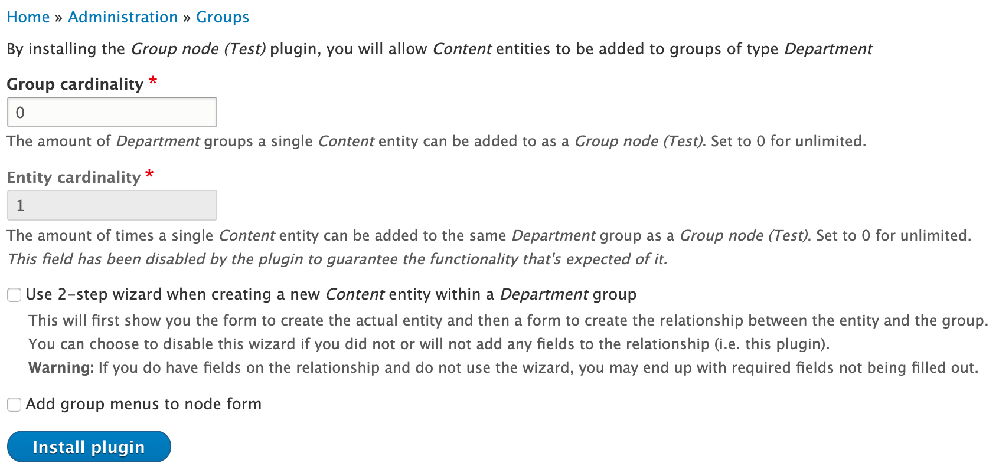 Home » Administration » Groups
By installing the Group node (Test) plugin, you will allow Content entities to be added to groups of type Department
Group cardinality *
0
The amount of Department groups a single Content entity can be added to as a Group node (Test). Set to 0 for unlimited.
Entity cardinality *
1
The amount of times a single Content entity can be added to the same Department group as a Group node (Test). Set to 0 for unlimited.
This field has been disabled by the plugin to guarantee the functionality that's expected of it.
Use 2-step wizard when creating a new Content entity within a Department group
This will first show you the form to create the actual entity and then a form to create the relationship between the entity and the group.
You can choose to disable this wizard if you did not or will not add any fields to the relationship (i.e. this plugin).
Warning: If you do have fields on the relationship and do not use the wizard, you may end up with required fields not being filled out.
Add group menus to node form
Install plugin